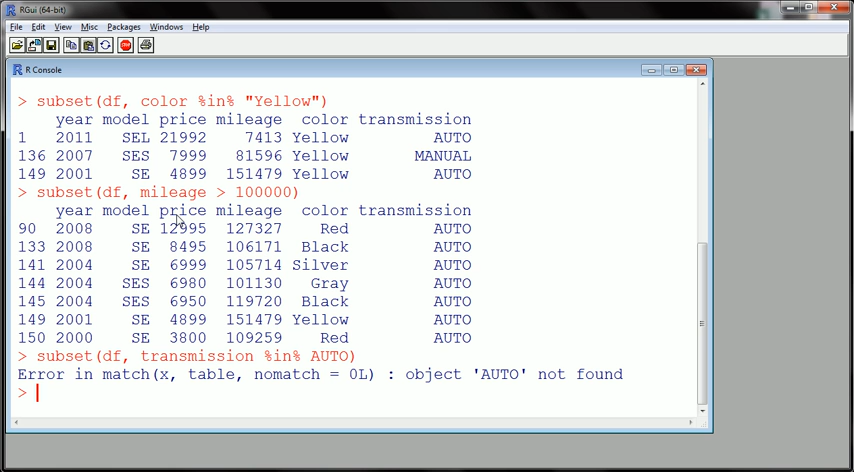 RGui (64-bit)
File Edit View Misc Packages Windows Help
STOP
R Console
> subset(df, color %in% "Yellow")
year model price mileage color transmission
1 2011 SEL 21992 7413 Yellow AUTO
136 2007 SES 7999 81596 Yellow MANUAL
149 2001 SE 4899 151479 Yellow AUTO
> subset(df, mileage > 100000)
year model price mileage color transmission
90 2008 SE 12995 127327 Red AUTO
133 2008 SE 8495 106171 Black AUTO
141 2004 SE 6999 105714 Silver AUTO
144 2004 SES 6980 101130 Gray AUTO
145 2004 SES 6950 119720 Black AUTO
149 2001 SE 4899 151479 Yellow AUTO
150 2000 SE 3800 109259 Red AUTO
> subset(df, transmission %in% AUTO)
Error in match(x, table, nomatch = 0L) : object 'AUTO' not found
>